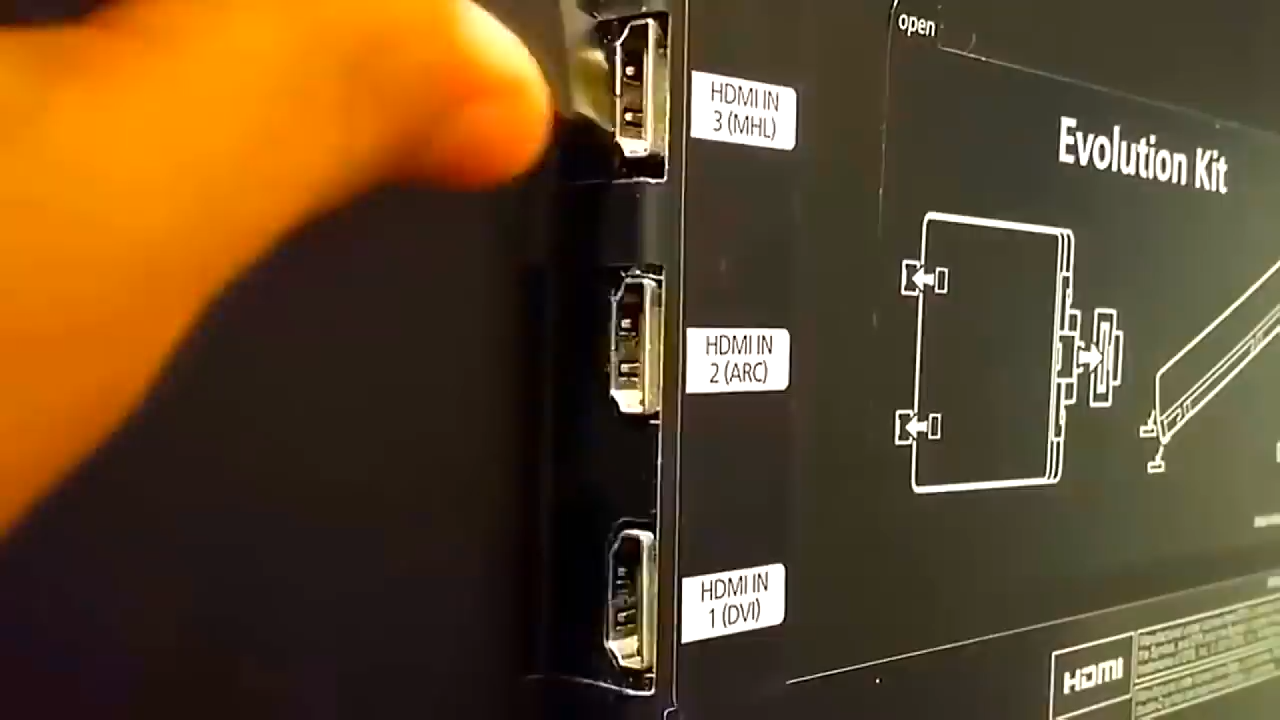 open
HDMI IN
3 (MHL)
Evolution Kit
HDMI IN
2 (ARC)
HDMI IN
1 (DVI)
HDMI